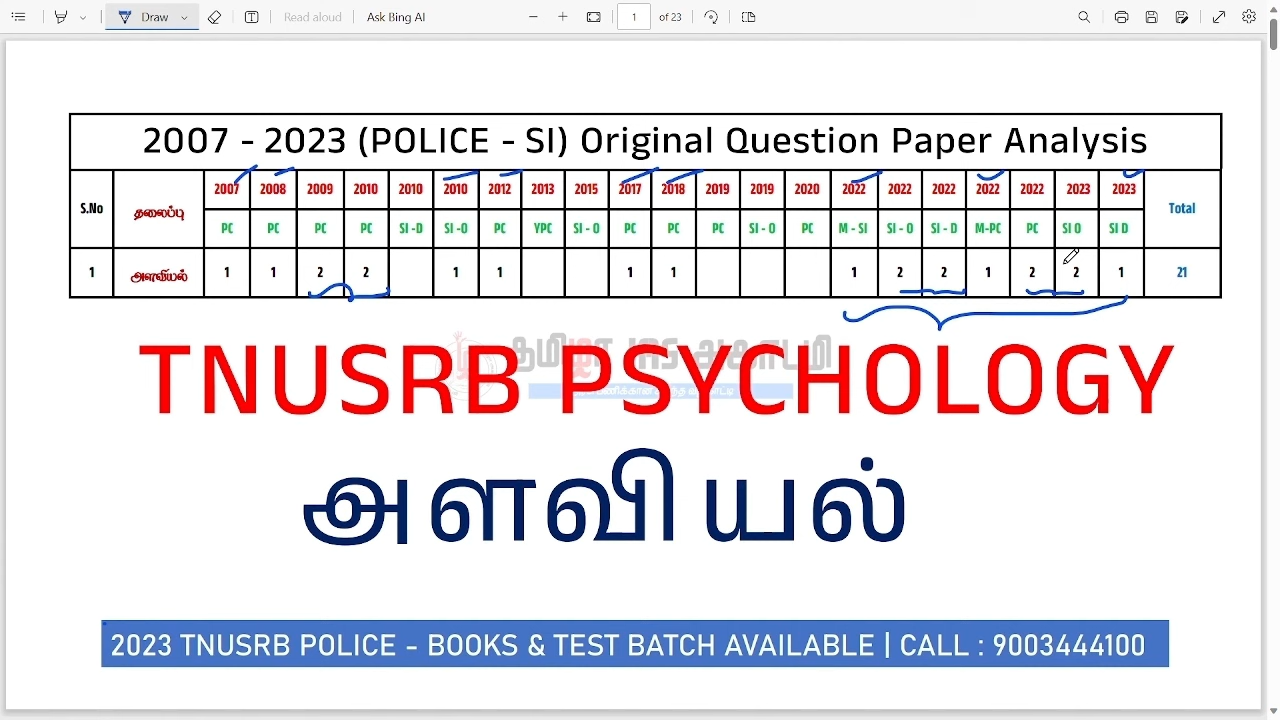 Draw Read aloud Ask Bing AI 1 of 23
2007 - 2023 (POLICE - SI) Original Question Paper Analysis
S.No தலைப்பு 2007 2008 2009 2010 2010 2010 2012 2013 2015 2017 2018 2019 2019 2020 2022 2022 2022 2022 2022 2023 2023 Total
PC PC PC PC SI -D SI -O PC YPC SI - O PC PC PC SI - O PC M - SI SI - O SI - D M-PC PC SI O SI D
1 அளவியல் 1 1 2 2 1 1 1 1 1 2 2 1 2 2 1 21
தமிழா IAS அகாடமி
TNUSRB PSYCHOLOGY
அளவியல்
2023 TNUSRB POLICE - BOOKS & TEST BATCH AVAILABLE | CALL : 9003444100